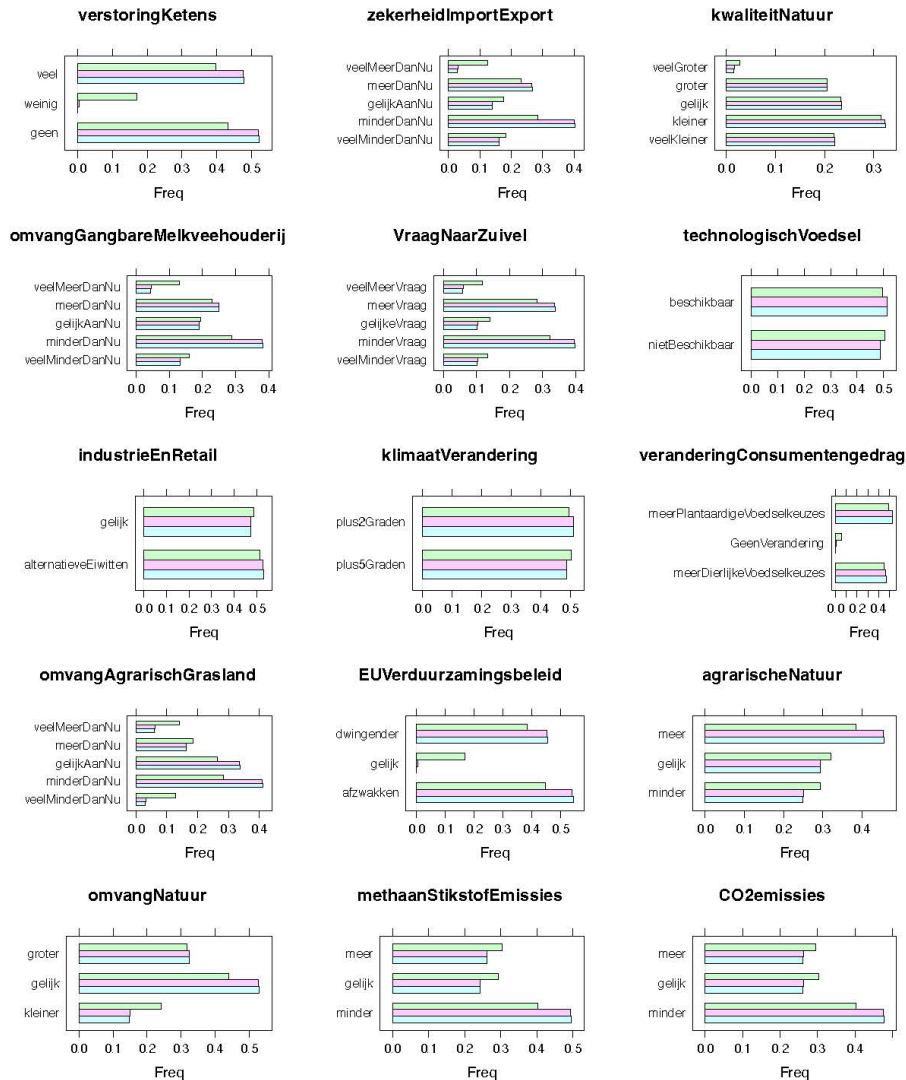 verstoringKetens
veel
weinig
geen
0.0 0.1 0.2 0.3 0.4 0.5
Freq
zekerheidImportExport
veelMeerDanNu
meerDanNu
gelijkAanNu
minderDanNu
veelMinderDanNu
0.0 0.1 0.2 0.3 0.4
Freq
kwaliteitNatuur
veelGroter
groter
gelijk
kleiner
veelKleiner
0.0 0.1 0.2 0.3
Freq
omvangGangbareMelkveehouderij
veelMeerDanNu
meerDanNu
gelijkAanNu
minderDanNu
veelMinderDanNu
0.0 0.1 0.2 0.3 0.4
Freq
VraagNaarZuivel
veelMeerVraag
meerVraag
gelijkeVraag
minderVraag
veelMinderVraag
0.0 0.1 0.2 0.3 0.4
Freq
technologischVoedsel
beschikbaar
nietBeschikbaar
0.0 0.1 0.2 0.3 0.4 0.5
Freq
industrieEnRetail
gelijk
alternatieveEiwitten
0.0 0.1 0.2 0.3 0.4 0.5
Freq
klimaatVerandering
plus2Graden
plus5Graden
0.0 0.1 0.2 0.3 0.4 0.5
Freq
veranderingConsumentengedrag
meerPlantaardigeVoedselkeuzes
GeenVerandering
meerDierlijkeVoedselkeuzes
0.0 0.1 0.2 0.4
Freq
omvangAgrarischGrasland
veelMeerDanNu
meerDanNu
gelijkAanNu
minderDanNu
veelMinderDanNu
0.0 0.1 0.2 0.3 0.4
Freq
EUVerduurzamingsbeleid
dwingender
gelijk
afzwakken
0.0 0.1 0.2 0.3 0.4 0.5
Freq
agrarischeNatuur
meer
gelijk
minder
0.0 0.1 0.2 0.3 0.4
Freq
omvangNatuur
groter
gelijk
kleiner
0.0 0.1 0.2 0.3 0.4 0.5
Freq
methaanStikstofEmissies
meer
gelijk
minder
0.0 0.1 0.2 0.3 0.4 0.5
Freq
CO2emissies
meer
gelijk
minder
0.0 0.1 0.2 0.3 0.4
Freq